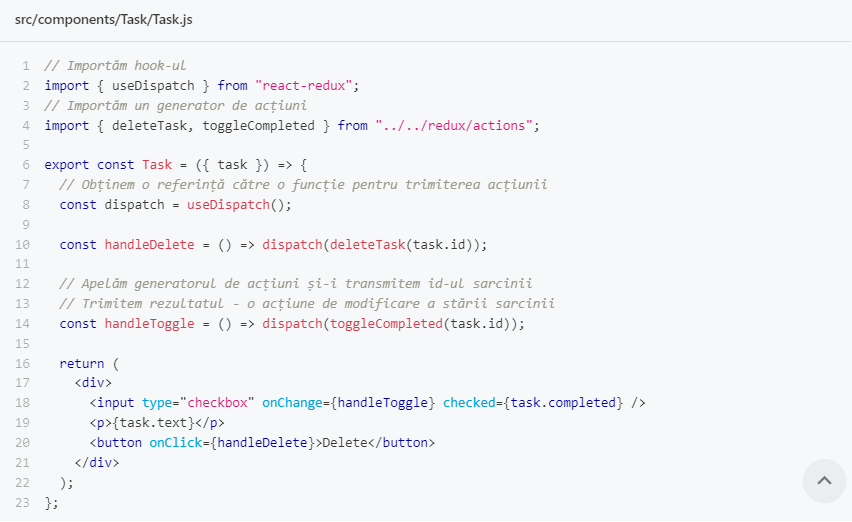 src/components/Task/Task.js
1 // Importăm hook-ul
2 import { useDispatch } from "react-redux";
3 // Importăm un generator de acțiuni
4 import { deleteTask, toggleCompleted } from "../../redux/actions";
5
6 export const Task = ({ task }) => {
7   // Obținem o referință către o funcție pentru trimiterea acțiunii
8   const dispatch = useDispatch();
9
10   const handleDelete = () => dispatch(deleteTask(task.id));
11
12   // Apelăm generatorul de acțiuni și-i transmitem id-ul sarcinii
13   // Trimitem rezultatul - o acțiune de modificare a stării sarcinii
14   const handleToggle = () => dispatch(toggleCompleted(task.id));
15
16   return (
17     <div>
18       <input type="checkbox" onChange={handleToggle} checked={task.completed} />
19       <p>{task.text}</p>
20       <button onClick={handleDelete}>Delete</button>
21     </div>
22   );
23 };